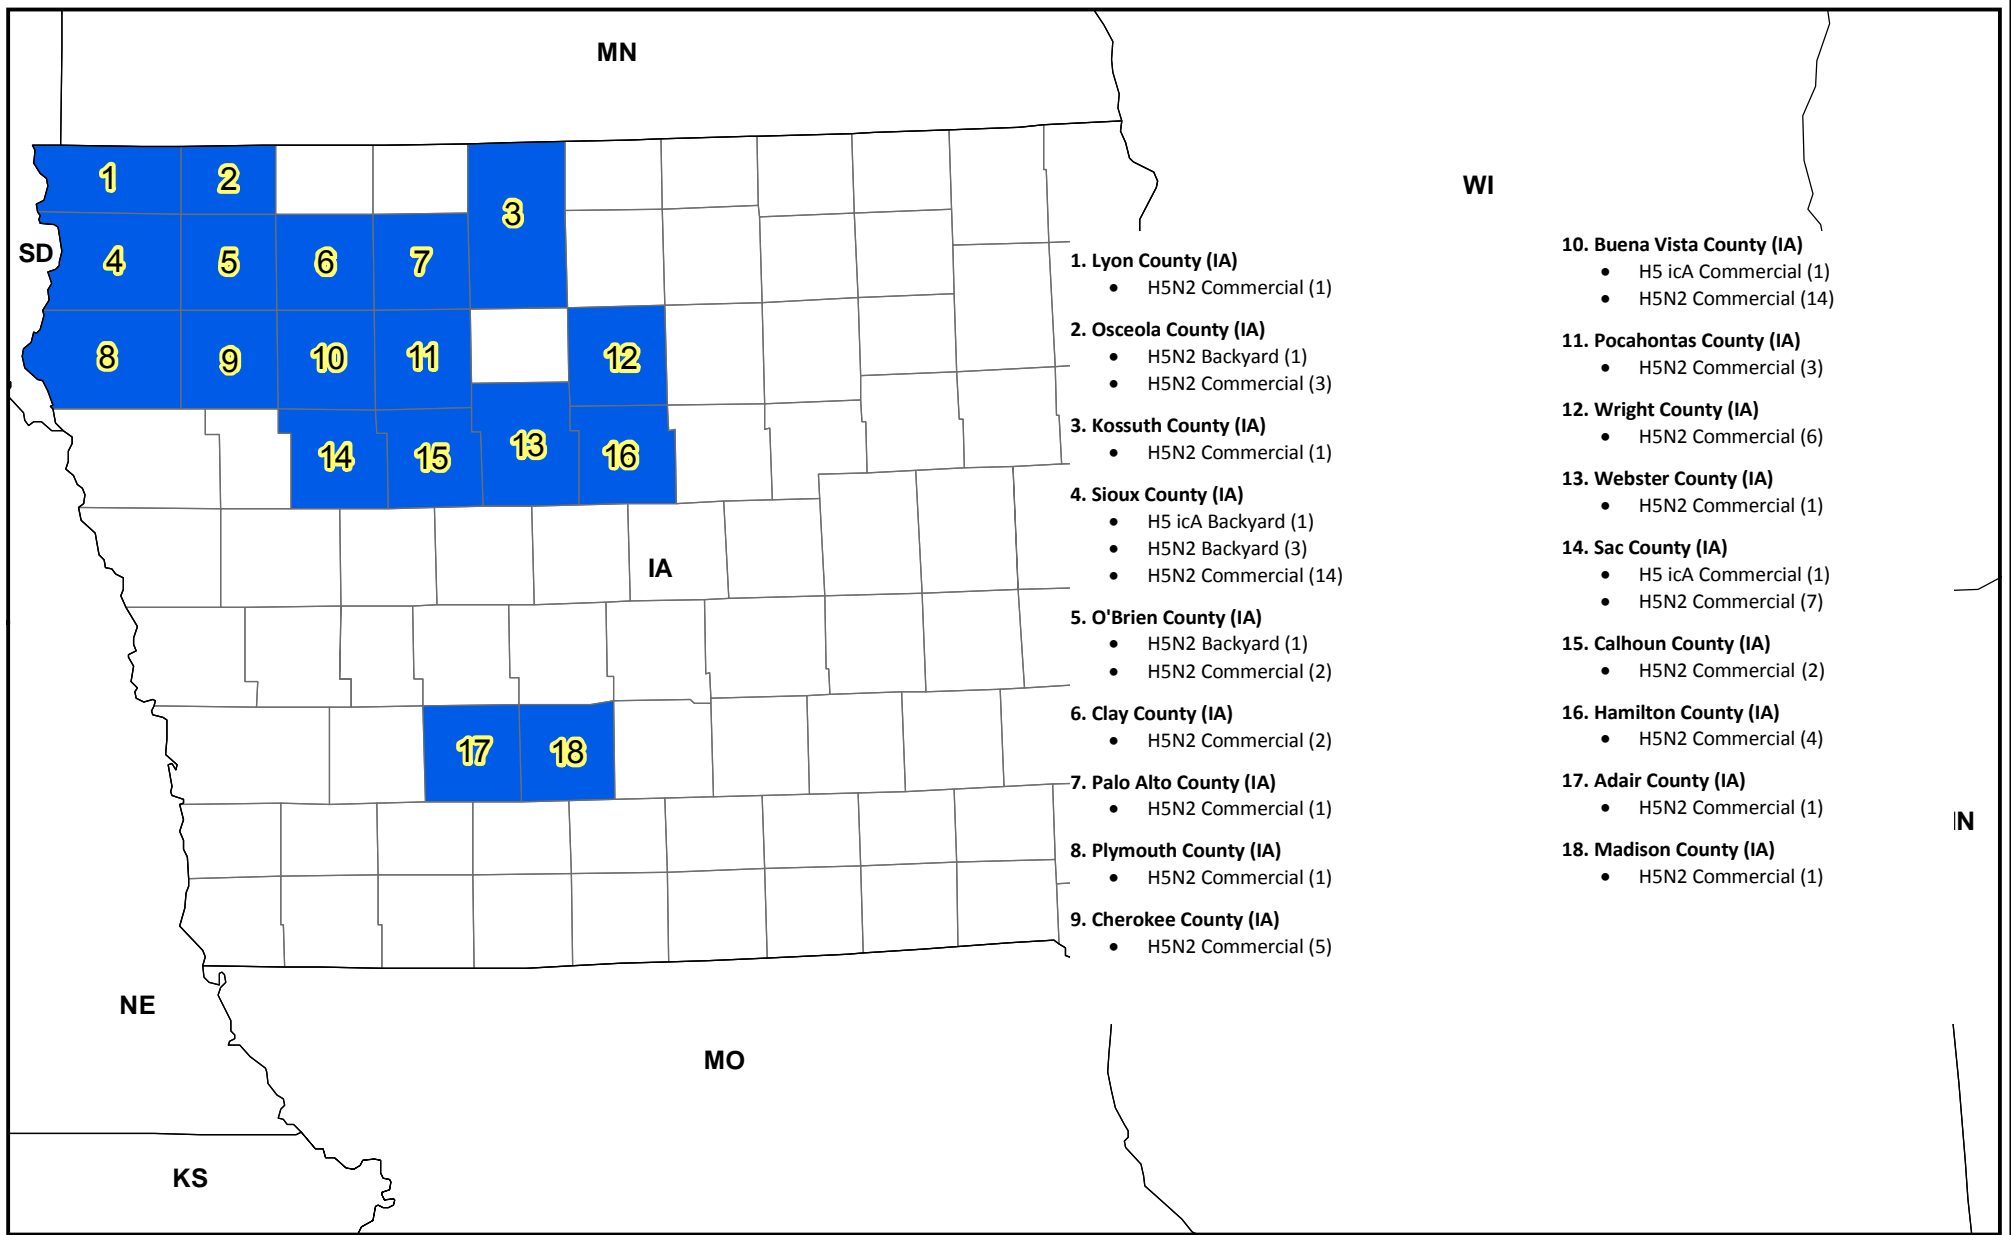 MN
WI
SD
IA
NE
MO
KS
IN
1
2
3
4
5
6
7
8
9
10
11
12
13
14
15
16
17
18
1. Lyon County (IA)
• H5N2 Commercial (1)
2. Osceola County (IA)
• H5N2 Backyard (1)
• H5N2 Commercial (3)
3. Kossuth County (IA)
• H5N2 Commercial (1)
4. Sioux County (IA)
• H5 icA Backyard (1)
• H5N2 Backyard (3)
• H5N2 Commercial (14)
5. O'Brien County (IA)
• H5N2 Backyard (1)
• H5N2 Commercial (2)
6. Clay County (IA)
• H5N2 Commercial (2)
7. Palo Alto County (IA)
• H5N2 Commercial (1)
8. Plymouth County (IA)
• H5N2 Commercial (1)
9. Cherokee County (IA)
• H5N2 Commercial (5)
10. Buena Vista County (IA)
• H5 icA Commercial (1)
• H5N2 Commercial (14)
11. Pocahontas County (IA)
• H5N2 Commercial (3)
12. Wright County (IA)
• H5N2 Commercial (6)
13. Webster County (IA)
• H5N2 Commercial (1)
14. Sac County (IA)
• H5 icA Commercial (1)
• H5N2 Commercial (7)
15. Calhoun County (IA)
• H5N2 Commercial (2)
16. Hamilton County (IA)
• H5N2 Commercial (4)
17. Adair County (IA)
• H5N2 Commercial (1)
18. Madison County (IA)
• H5N2 Commercial (1)